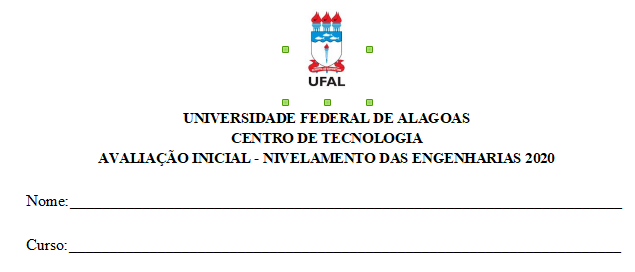 UFAL
UNIVERSIDADE FEDERAL DE ALAGOAS
CENTRO DE TECNOLOGIA
AVALIAÇÃO INICIAL - NIVELAMENTO DAS ENGENHARIAS 2020
Nome:
Curso: